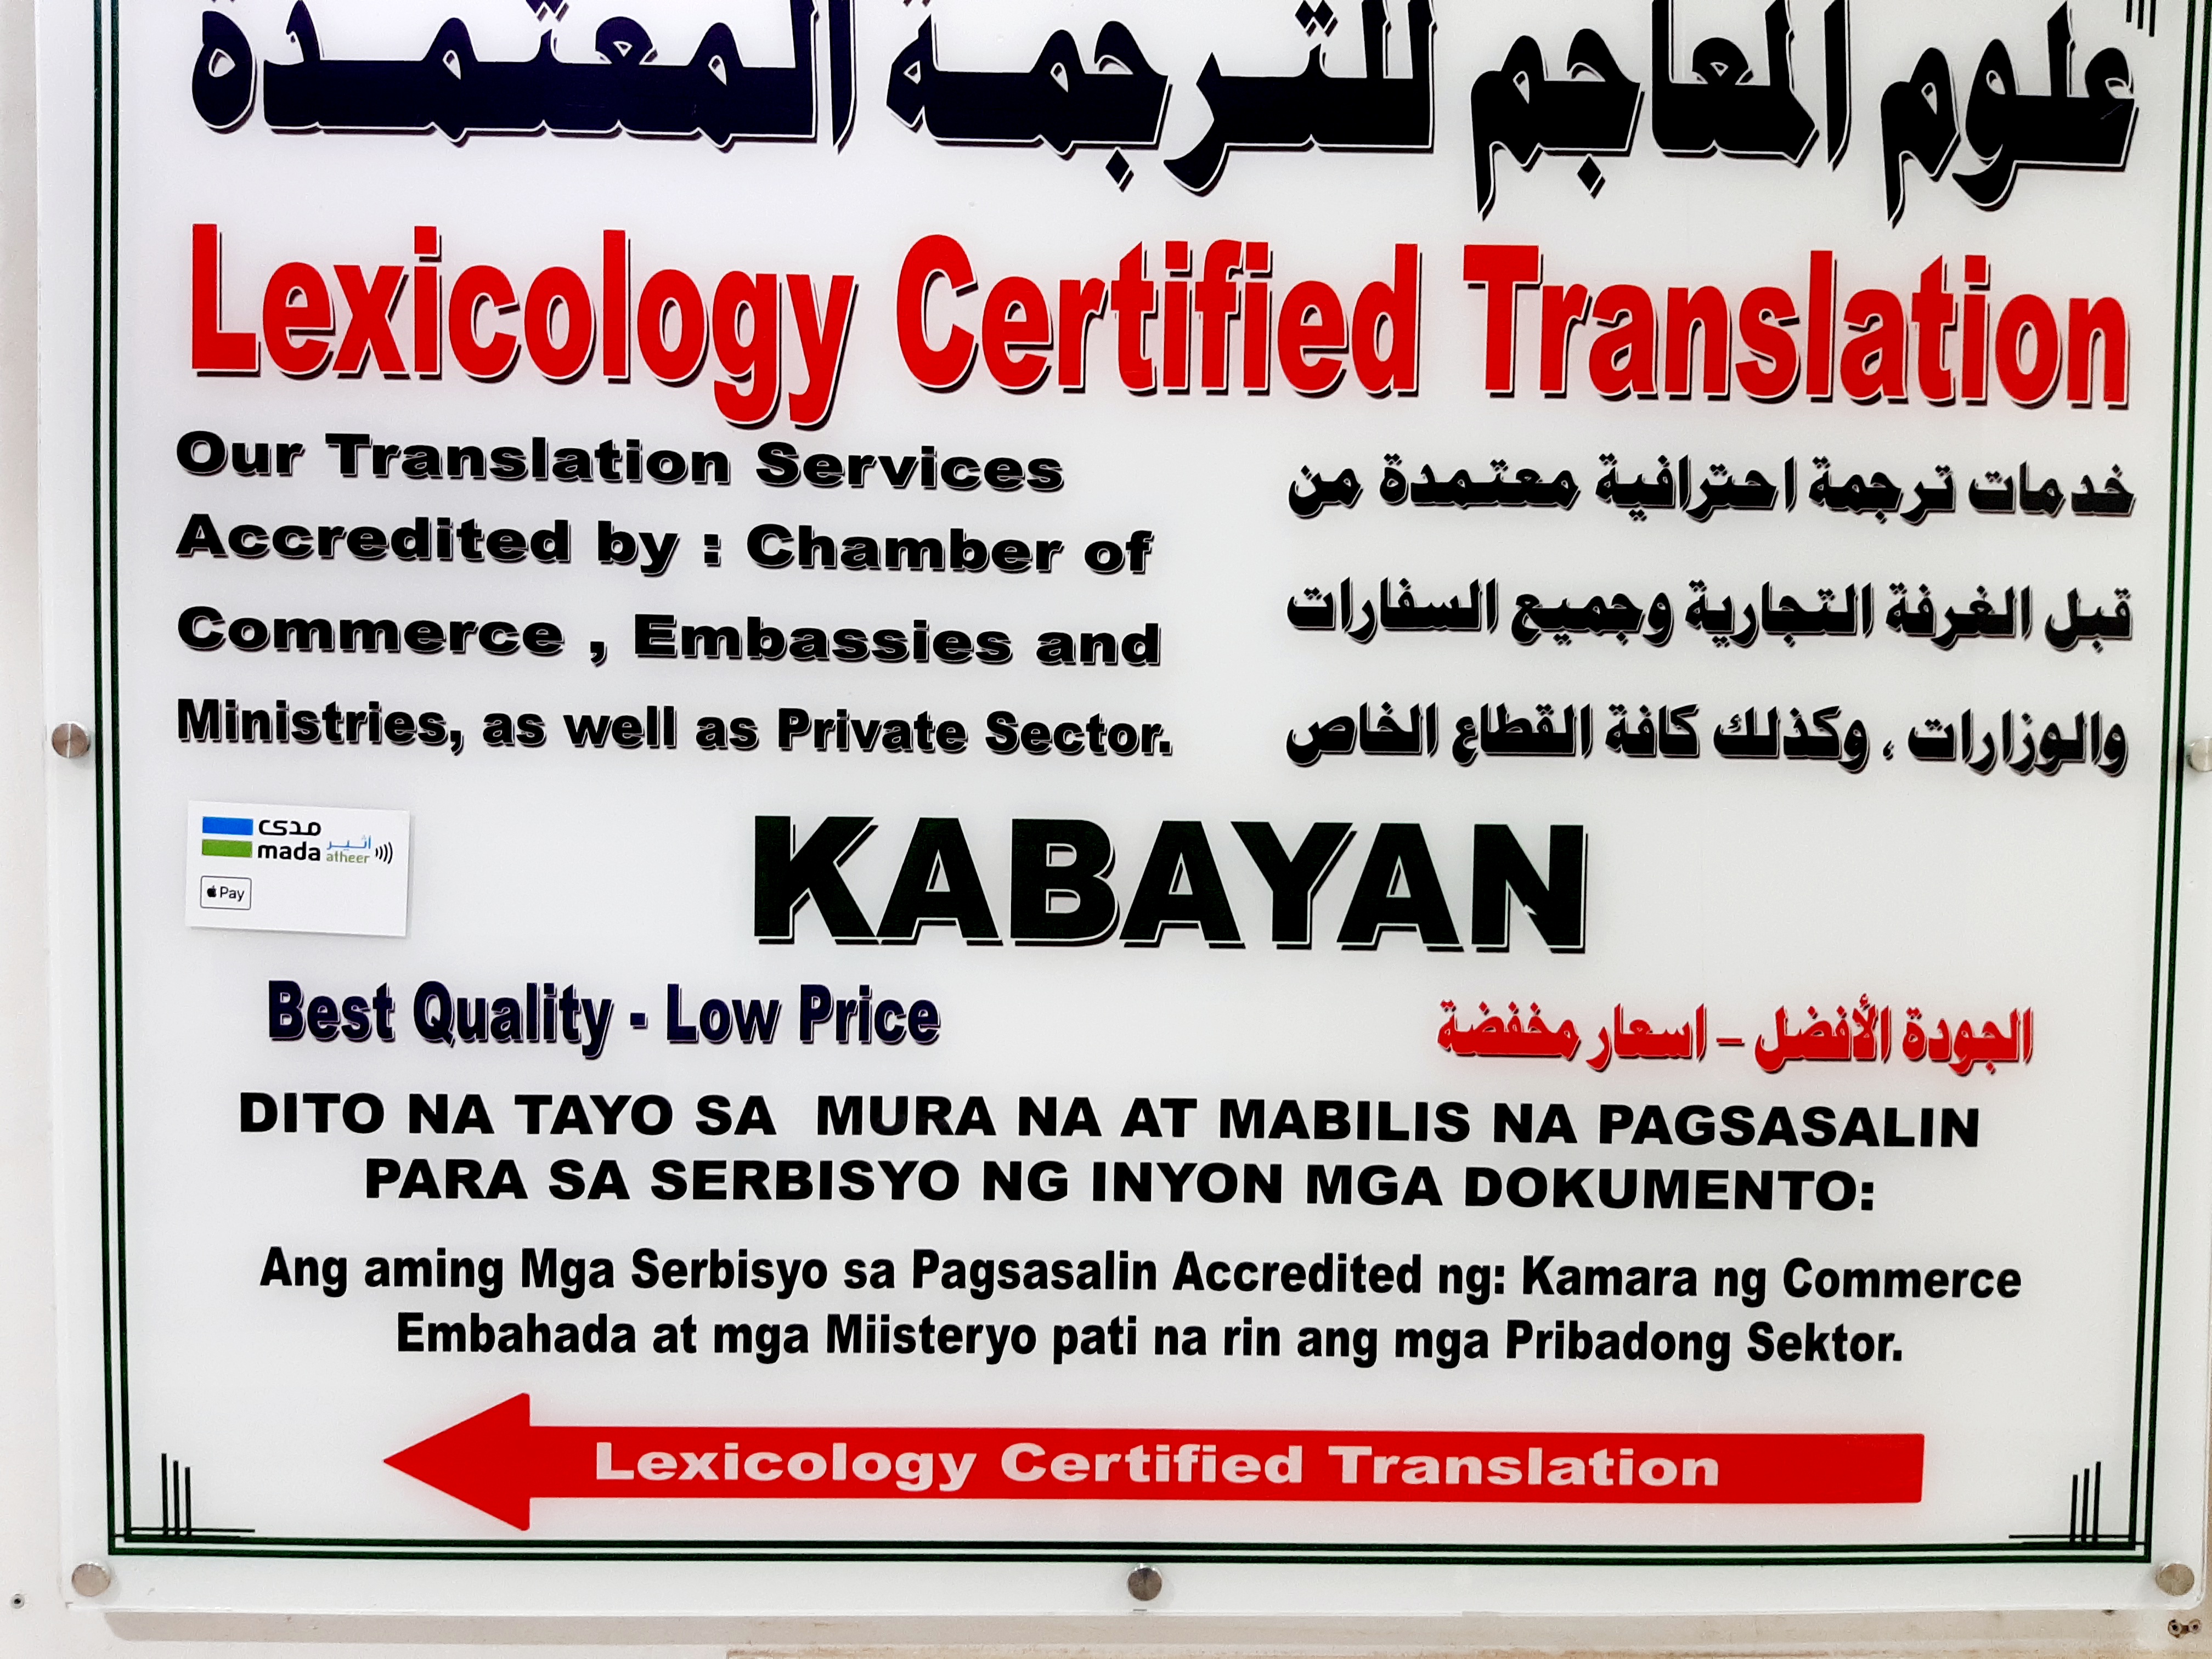 علوم المعاجم للترجمة المعتمدة
Lexicology Certified Translation
Our Translation Services
Accredited by : Chamber of
Commerce , Embassies and
Ministries, as well as Private Sector.
خدمات ترجمة احترافية معتمدة من
قبل الغرفة التجارية وجميع السفارات
والوزارات ، وكذلك كافة القطاع الخاص
مدى
mada
أثير
atheer
Pay
KABAYAN
Best Quality - Low Price
الجودة الأفضل – اسعار مخفضة
DITO NA TAYO SA MURA NA AT MABILIS NA PAGSASALIN
PARA SA SERBISYO NG INYON MGA DOKUMENTO:
Ang aming Mga Serbisyo sa Pagsasalin Accredited ng: Kamara ng Commerce
Embahada at mga Miisteryo pati na rin ang mga Pribadong Sektor.
Lexicology Certified Translation